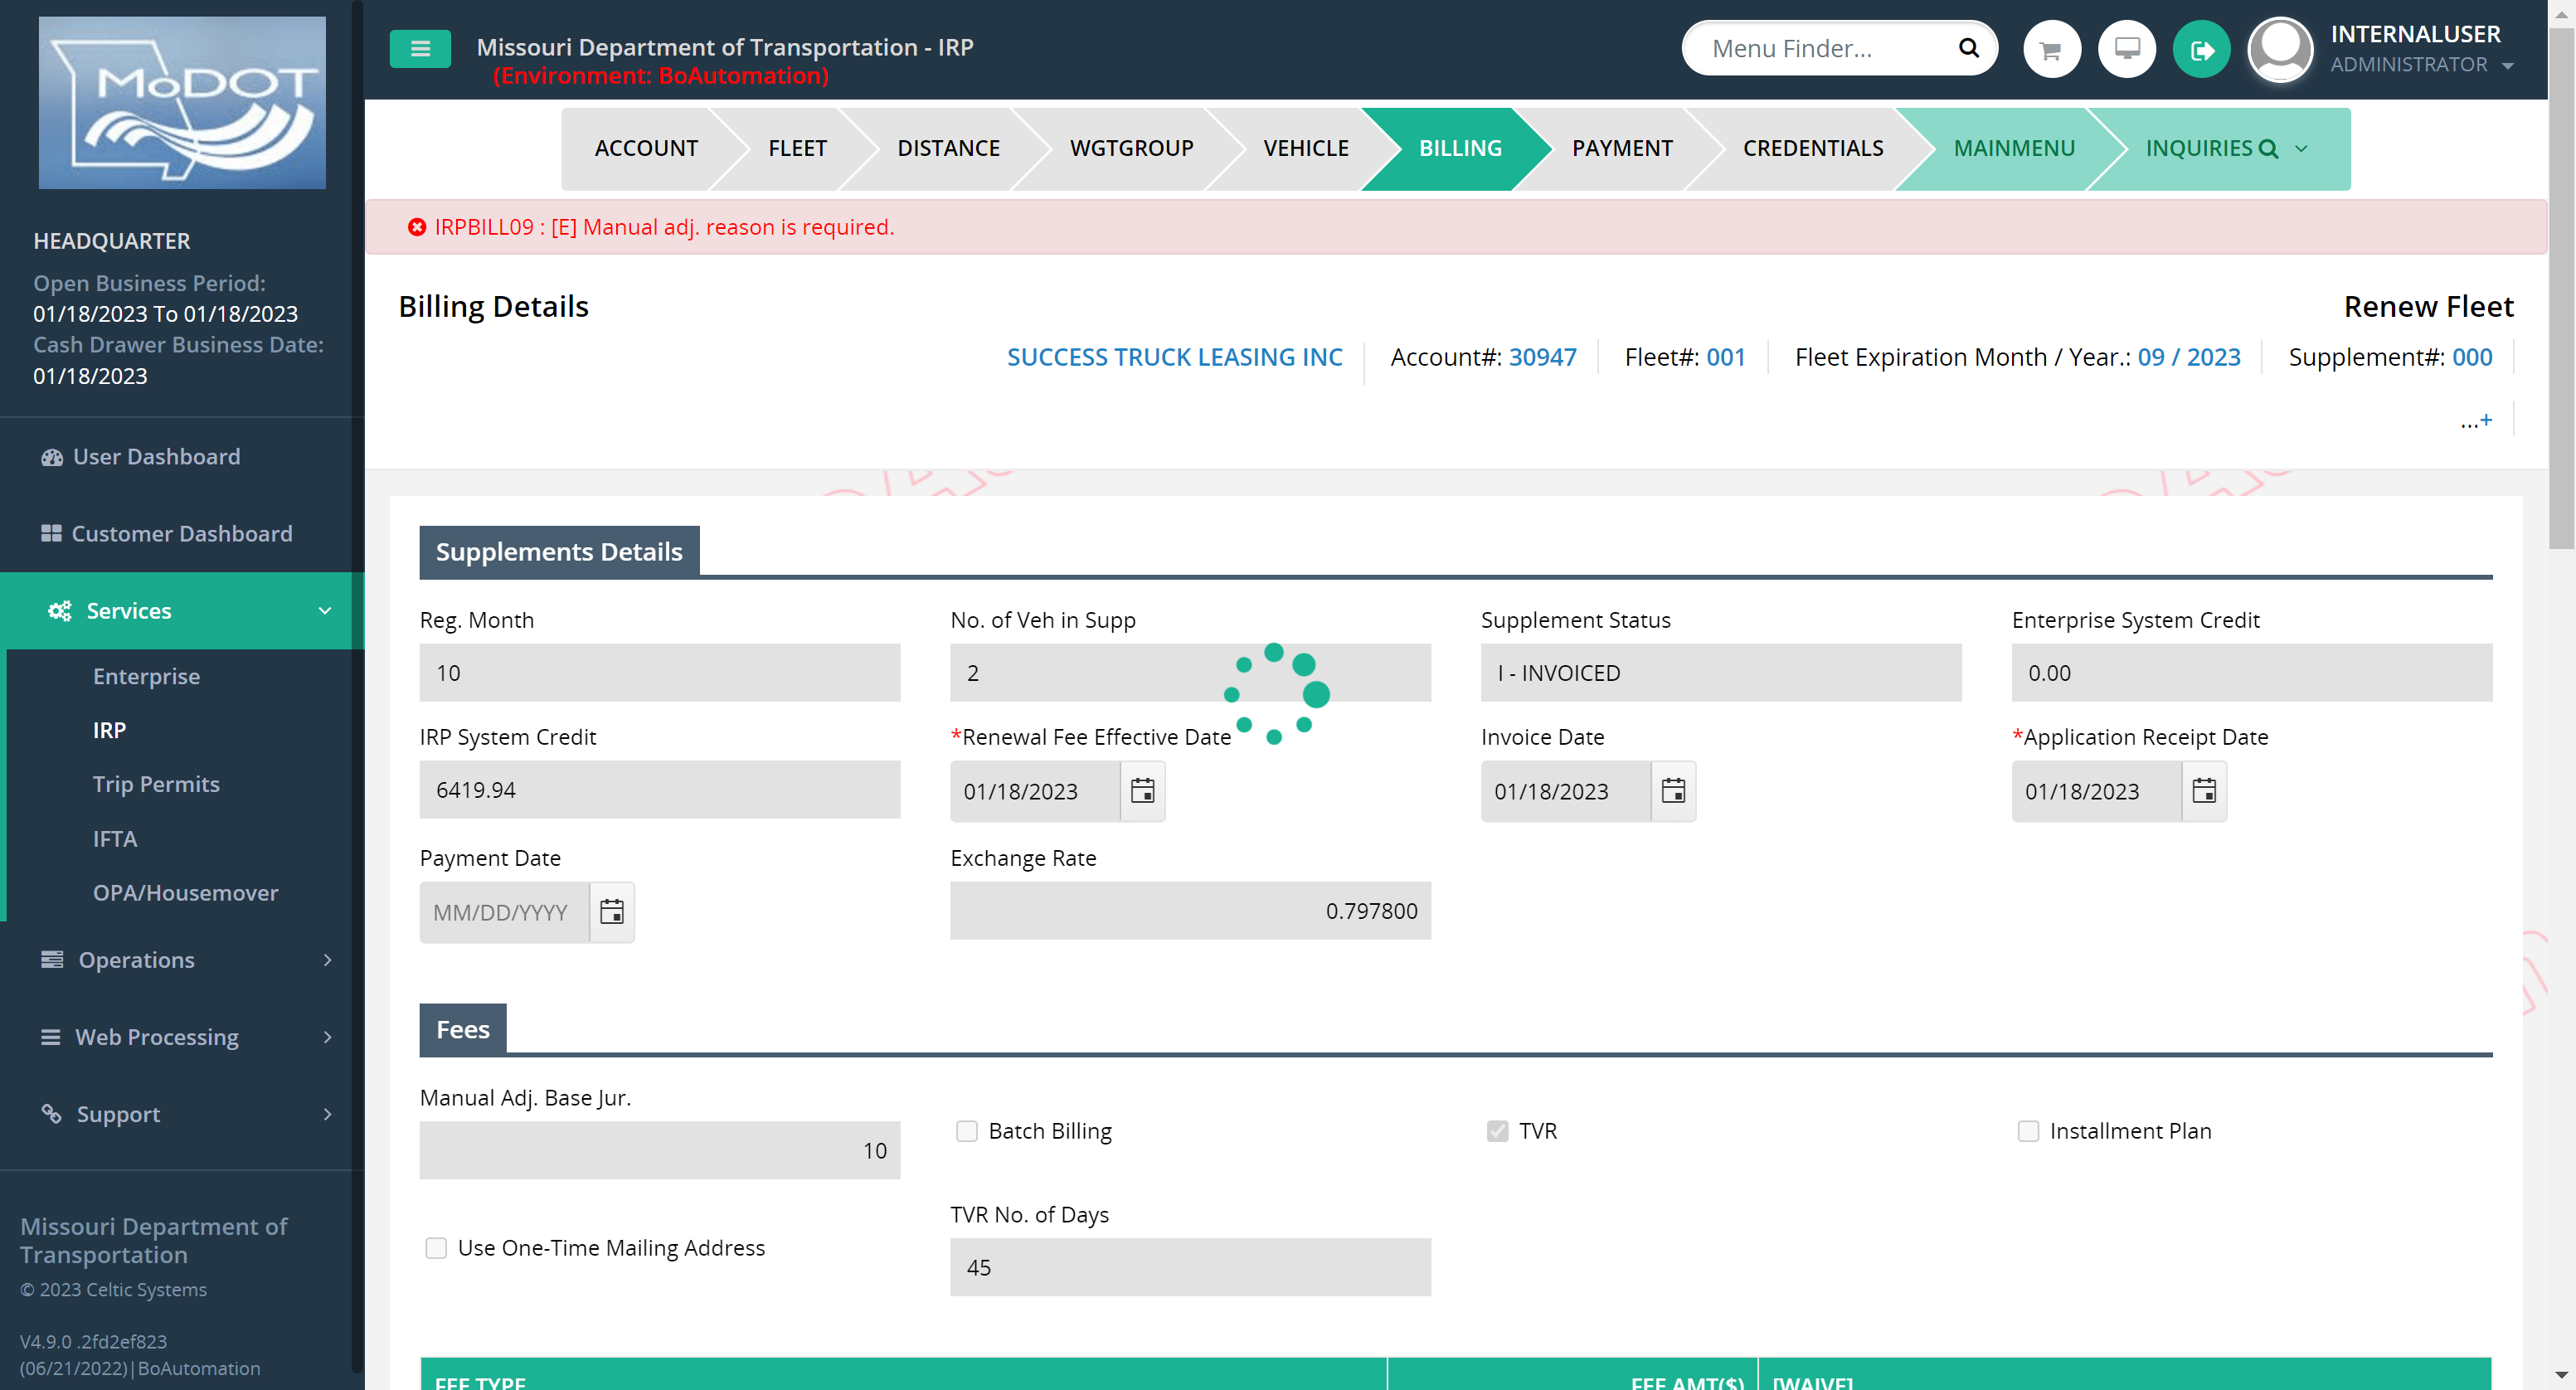 MoDOT
Missouri Department of Transportation - IRP
(Environment: BoAutomation)
Menu Finder...
INTERNALUSER
ADMINISTRATOR
HEADQUARTER
Open Business Period:
01/18/2023 To 01/18/2023
Cash Drawer Business Date:
01/18/2023
User Dashboard
Customer Dashboard
Services
Enterprise
IRP
Trip Permits
IFTA
OPA/Housemover
Operations
Web Processing
Support
Missouri Department of
Transportation
© 2023 Celtic Systems
V4.9.0 .2fd2ef823
(06/21/2022)|BoAutomation
ACCOUNT
FLEET
DISTANCE
WGTGROUP
VEHICLE
BILLING
PAYMENT
CREDENTIALS
MAINMENU
INQUIRIES
IRPBILL09 : [E] Manual adj. reason is required.
Billing Details
Renew Fleet
SUCCESS TRUCK LEASING INC
Account#: 30947
Fleet#: 001
Fleet Expiration Month / Year.: 09 / 2023
Supplement#: 000
...+
Supplements Details
Reg. Month
10
No. of Veh in Supp
2
Supplement Status
I - INVOICED
Enterprise System Credit
0.00
IRP System Credit
6419.94
*Renewal Fee Effective Date
01/18/2023
Invoice Date
01/18/2023
*Application Receipt Date
01/18/2023
Payment Date
MM/DD/YYYY
Exchange Rate
0.797800
Fees
Manual Adj. Base Jur.
10
Batch Billing
TVR
Installment Plan
Use One-Time Mailing Address
TVR No. of Days
45
FEE TYPE
FEE AMT($)
[WAIVE]